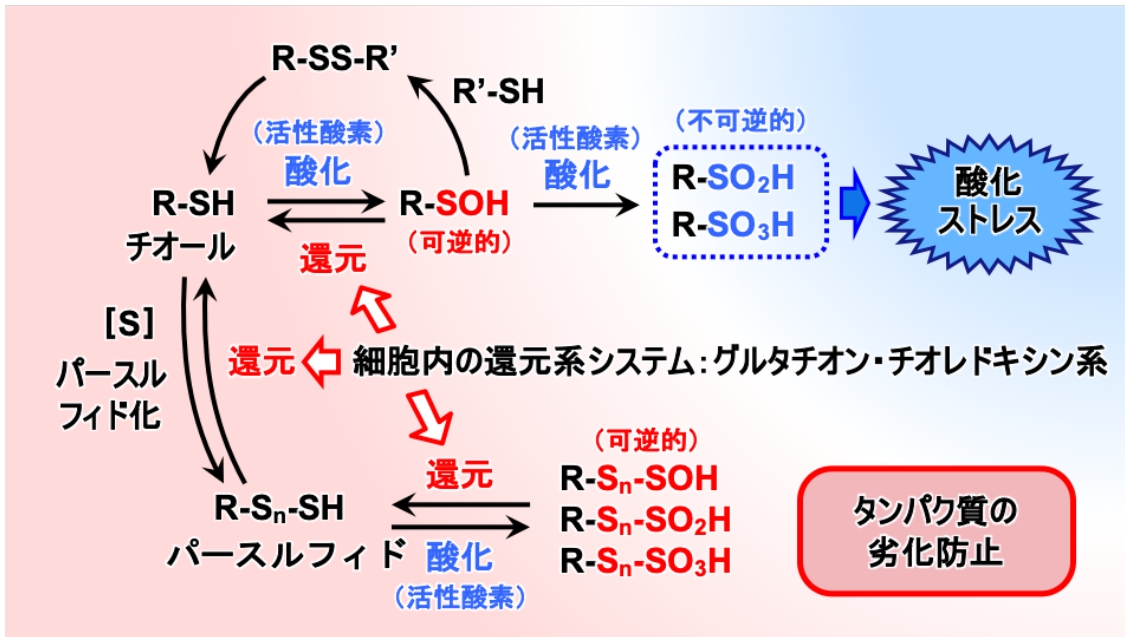 R-SS-R’
R’-SH
（活性酸素）
酸化
（活性酸素）
酸化
（不可逆的）
R-SO₂H
R-SO₃H
酸化
ストレス
R-SH
チオール
R-SOH
（可逆的）
還元
[S]
パースル
フィド化
還元
細胞内の還元系システム：グルタチオン・チオレドキシン系
還元
（可逆的）
R-Sₙ-SOH
R-Sₙ-SO₂H
R-Sₙ-SO₃H
R-Sₙ-SH
パースルフィド
酸化
（活性酸素）
タンパク質の
劣化防止